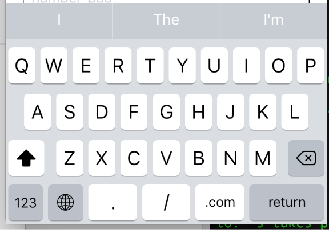 I The I'm
Q W E R T Y U I O P
A S D F G H J K L
Z X C V B N M
123 . / .com return